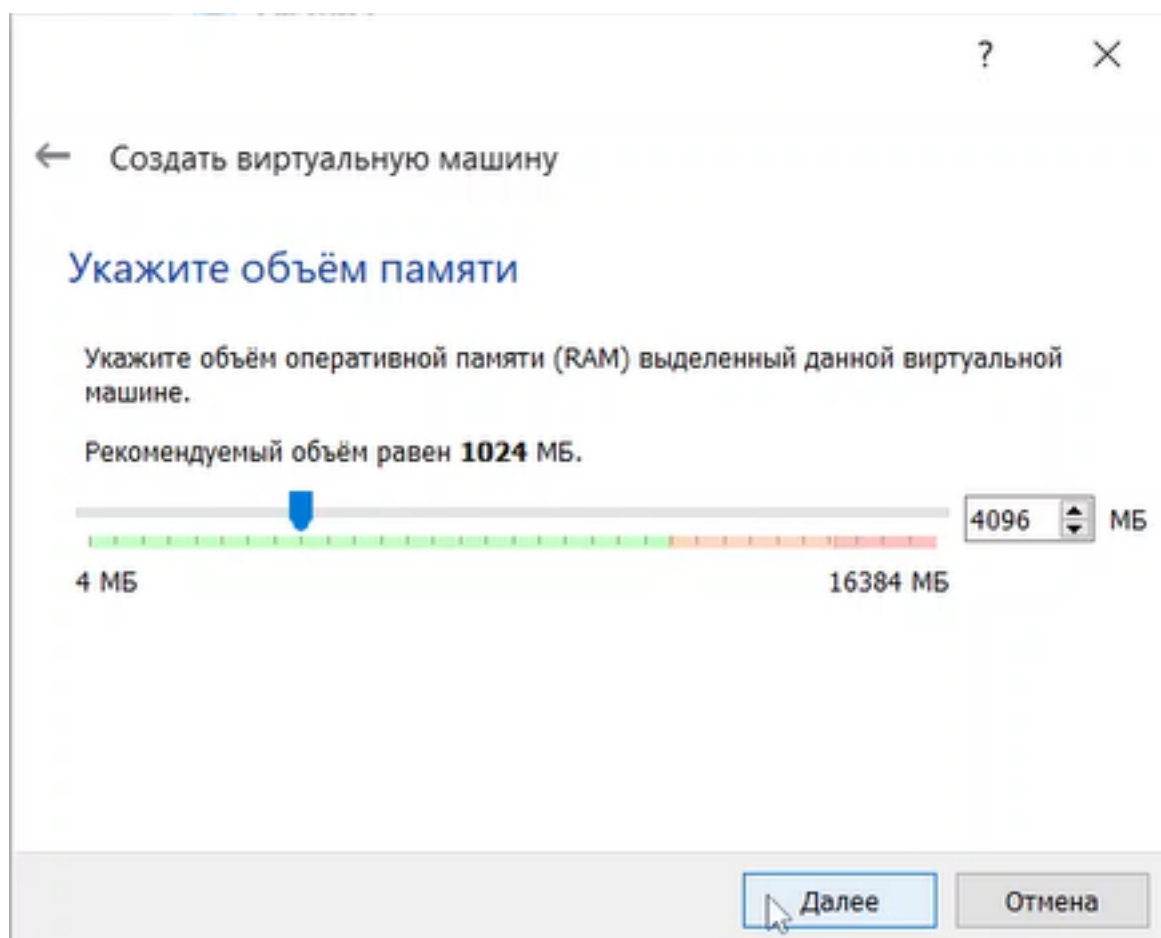 ?
Создать виртуальную машину
Укажите объём памяти
Укажите объём оперативной памяти (RAM) выделенный данной виртуальной
машине.
Рекомендуемый объём равен 1024 МБ.
4096 МБ
4 МБ 16384 МБ
Далее Отмена